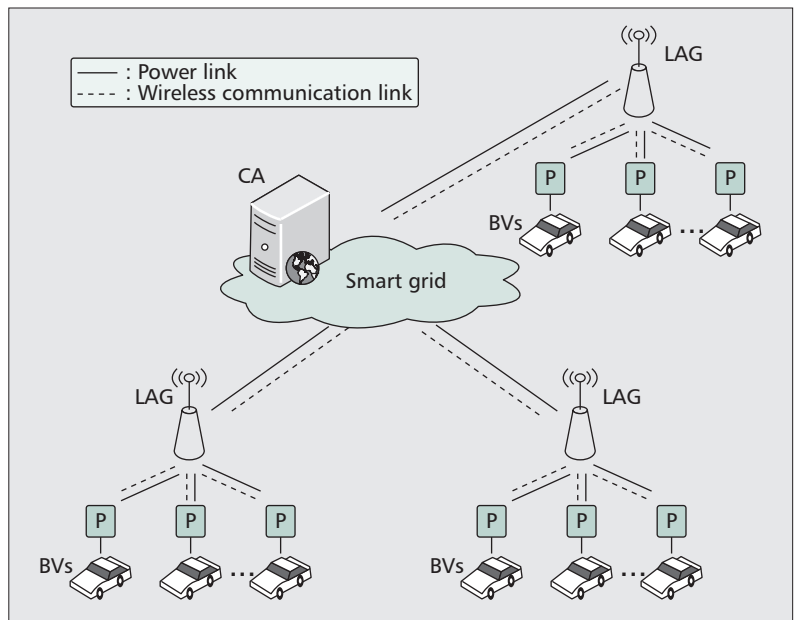 : Power link
: Wireless communication link
LAG
CA
P P P
BVs
...
Smart grid
LAG
LAG
P P P
P P P
BVs
...
BVs
...